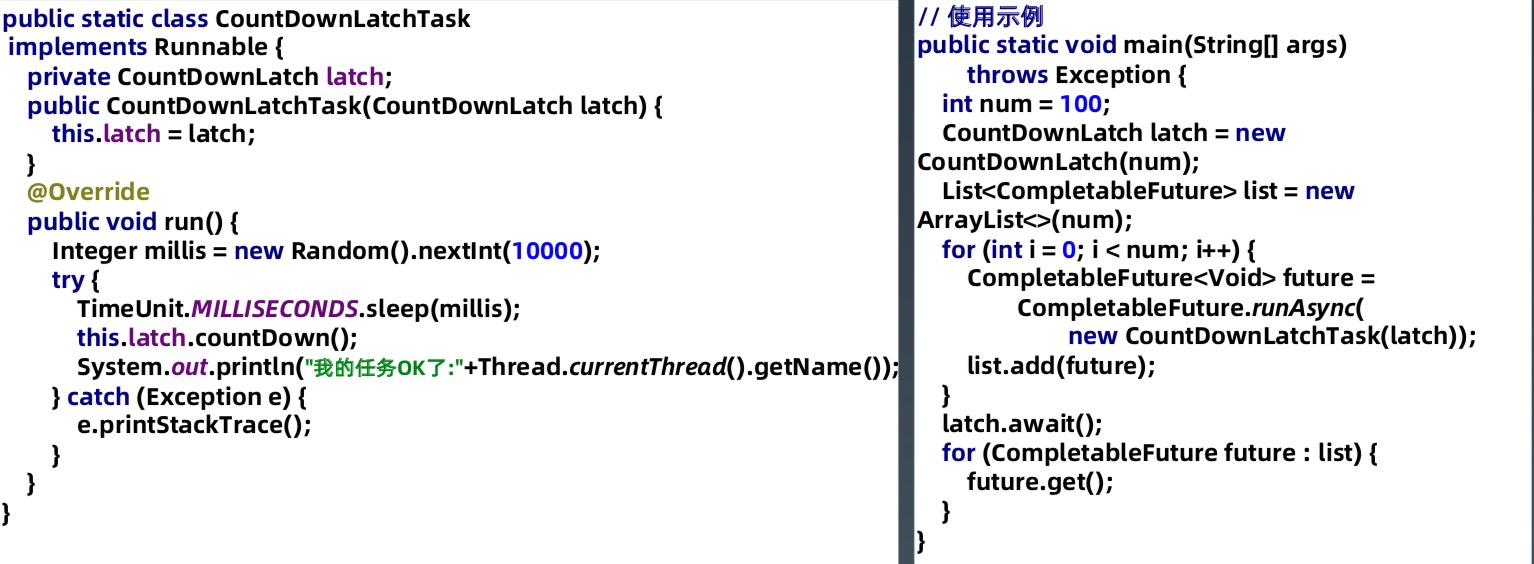 public static class CountDownLatchTask
implements Runnable {
private CountDownLatch latch;
public CountDownLatchTask(CountDownLatch latch) {
this.latch = latch;
}
@Override
public void run() {
Integer millis = new Random().nextInt(10000);
try {
TimeUnit.MILLISECONDS.sleep(millis);
this.latch.countDown();
System.out.println("我的任务OK了:"+Thread.currentThread().getName());
} catch (Exception e) {
e.printStackTrace();
}
}
}
// 使用示例
public static void main(String[] args)
throws Exception {
int num = 100;
CountDownLatch latch = new
CountDownLatch(num);
List<CompletableFuture> list = new
ArrayList<>(num);
for (int i = 0; i < num; i++) {
CompletableFuture<Void> future =
CompletableFuture.runAsync(
new CountDownLatchTask(latch));
list.add(future);
}
latch.await();
for (CompletableFuture future : list) {
future.get();
}
}